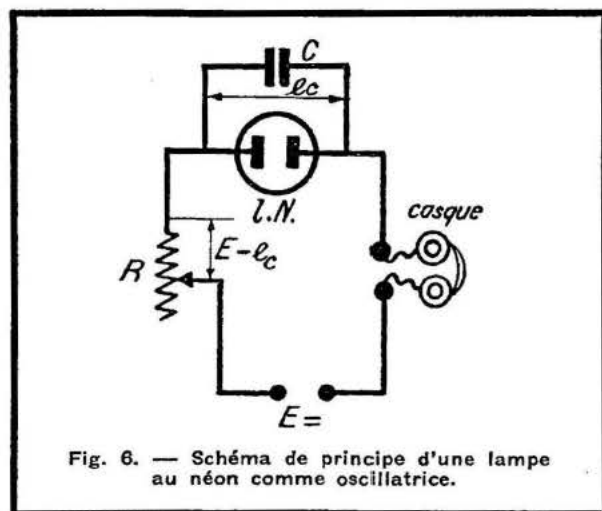 C
ec
l.N.
casque
E-ec
R
E=
Fig. 6. — Schéma de principe d'une lampe
au néon comme oscillatrice.